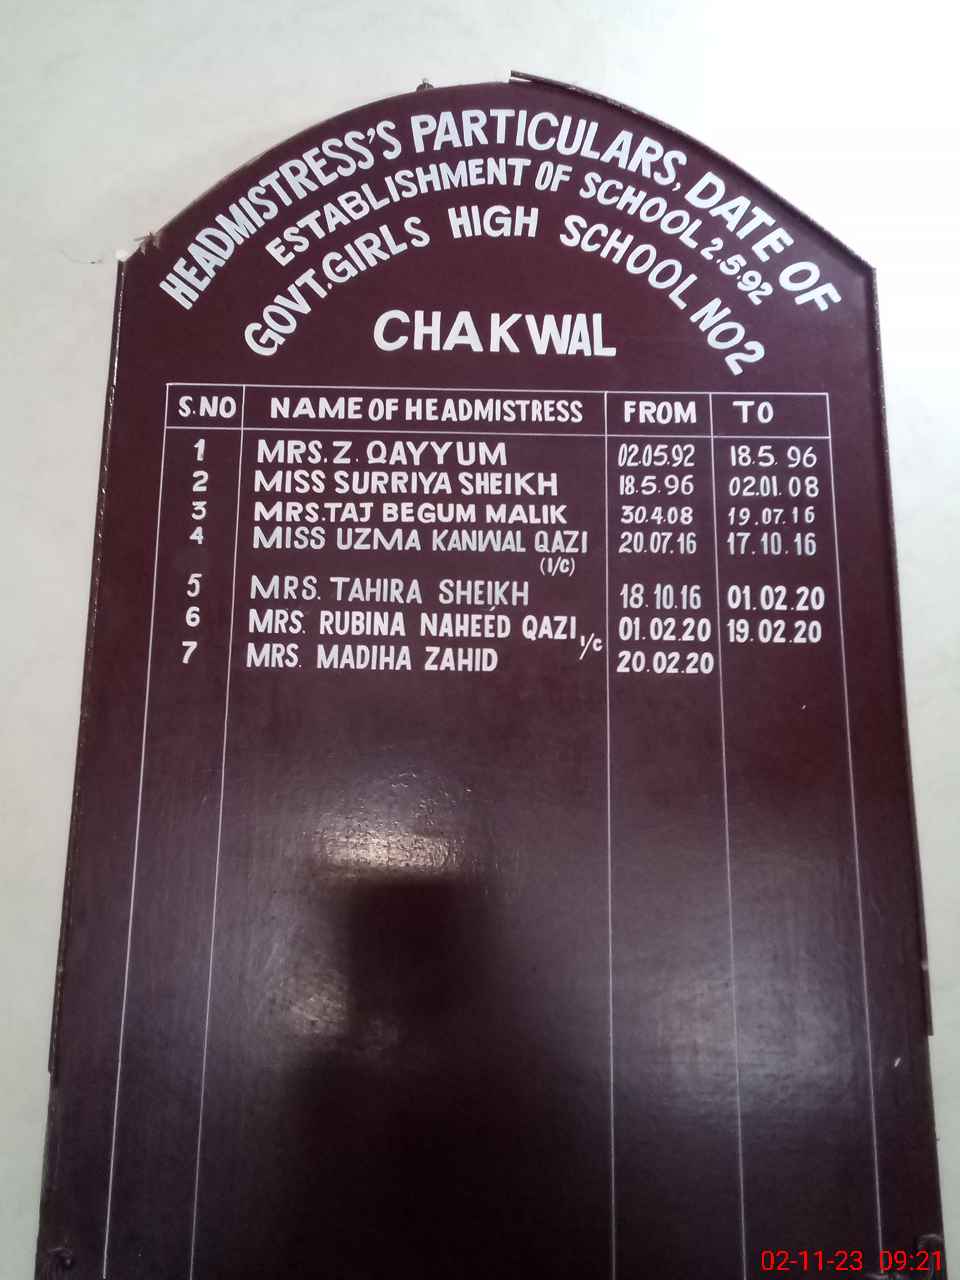 HEADMISTRESS'S PARTICULARS, DATE OF
ESTABLISHMENT OF SCHOOL 2.5.92
GOVT. GIRLS HIGH SCHOOL NO 2
CHAKWAL
S.NO NAME OF HEADMISTRESS FROM TO
1 MRS. Z. QAYYUM 02.05.92 18.5.96
2 MISS SURRIYA SHEIKH 18.5.96 02.01.08
3 MRS. TAJ BEGUM MALIK 30.4.08 19.07.16
4 MISS UZMA KANWAL QAZI 20.07.16 17.10.16
(I/C)
5 MRS. TAHIRA SHEIKH 18.10.16 01.02.20
6 MRS. RUBINA NAHEED QAZI, I/C 01.02.20 19.02.20
7 MRS. MADIHA ZAHID 20.02.20
02-11-23 09:21